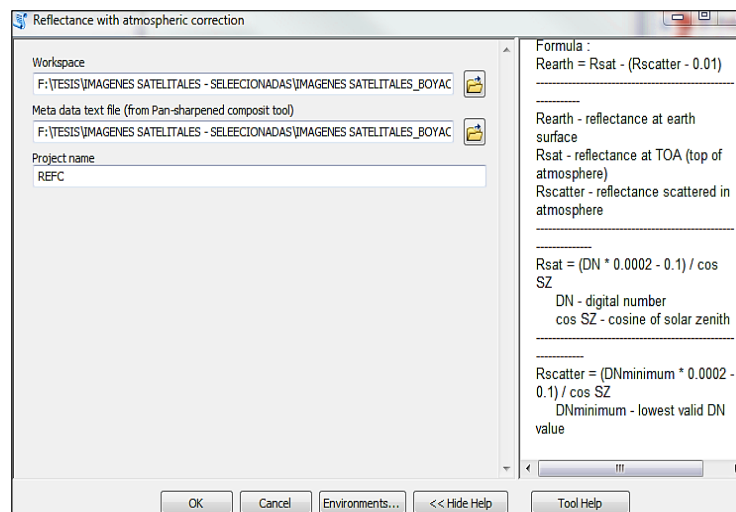 Reflectance with atmospheric correction
Workspace
F:\TESIS\IMAGENES SATELITALES - SELEECIONADAS\IMAGENES SATELITALES_BOYAC
Meta data text file (from Pan-sharpened composit tool)
F:\TESIS\IMAGENES SATELITALES - SELEECIONADAS\IMAGENES SATELITALES_BOYAC
Project name
REFC
Formula :
Rearth = Rsat - (Rscatter - 0.01)
------------------------------------------------
-----------
Rearth - reflectance at earth
surface
Rsat - reflectance at TOA (top of
atmosphere)
Rscatter - reflectance scattered in
atmosphere
------------------------------------------------
--------------
Rsat = (DN * 0.0002 - 0.1) / cos
SZ
DN - digital number
cos SZ - cosine of solar zenith
------------------------------------------------
------------
Rscatter = (DNminimum * 0.0002 -
0.1) / cos SZ
DNminimum - lowest valid DN
value
OK
Cancel
Environments...
<< Hide Help
Tool Help